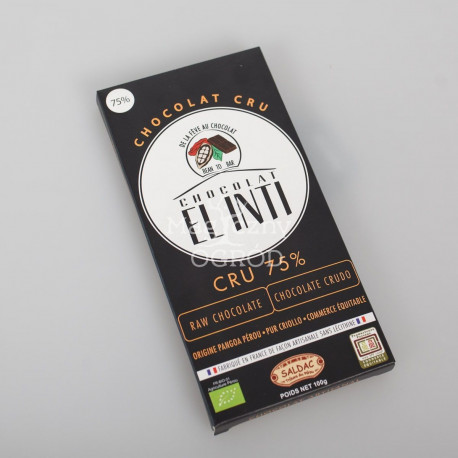 75%
CHOCOLAT CRU
DE LA FÈVE AU CHOCOLAT
BEAN TO BAR
CHOCOLAT
EL INTI
OGRÓD
CRU 75%
RAW CHOCOLATE
CHOCOLATE CRUDO
ORIGINE PANGOA PÉROU • PUR CRIOLLO • COMMERCE ÉQUITABLE
FABRIQUÉ EN FRANCE DE FAÇON ARTISANALE SANS LÉCITHINE
SALDAC
POIDS NET 100g